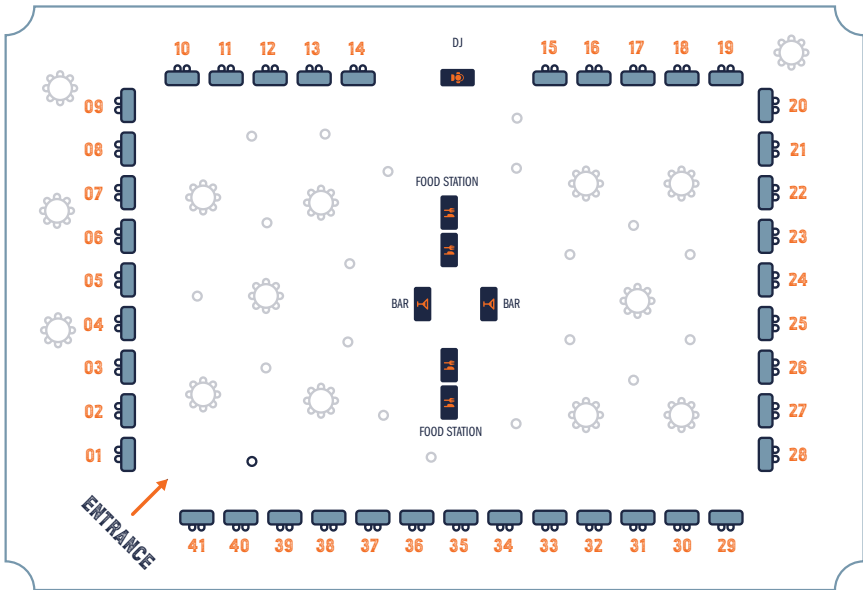 DJ
10 11 12 13 14 15 16 17 18 19
09 20
08 21
07 FOOD STATION 22
06 23
05 24
04 BAR BAR 25
03 26
02 27
FOOD STATION
01 28
ENTRANCE
41 40 39 38 37 36 35 34 33 32 31 30 29